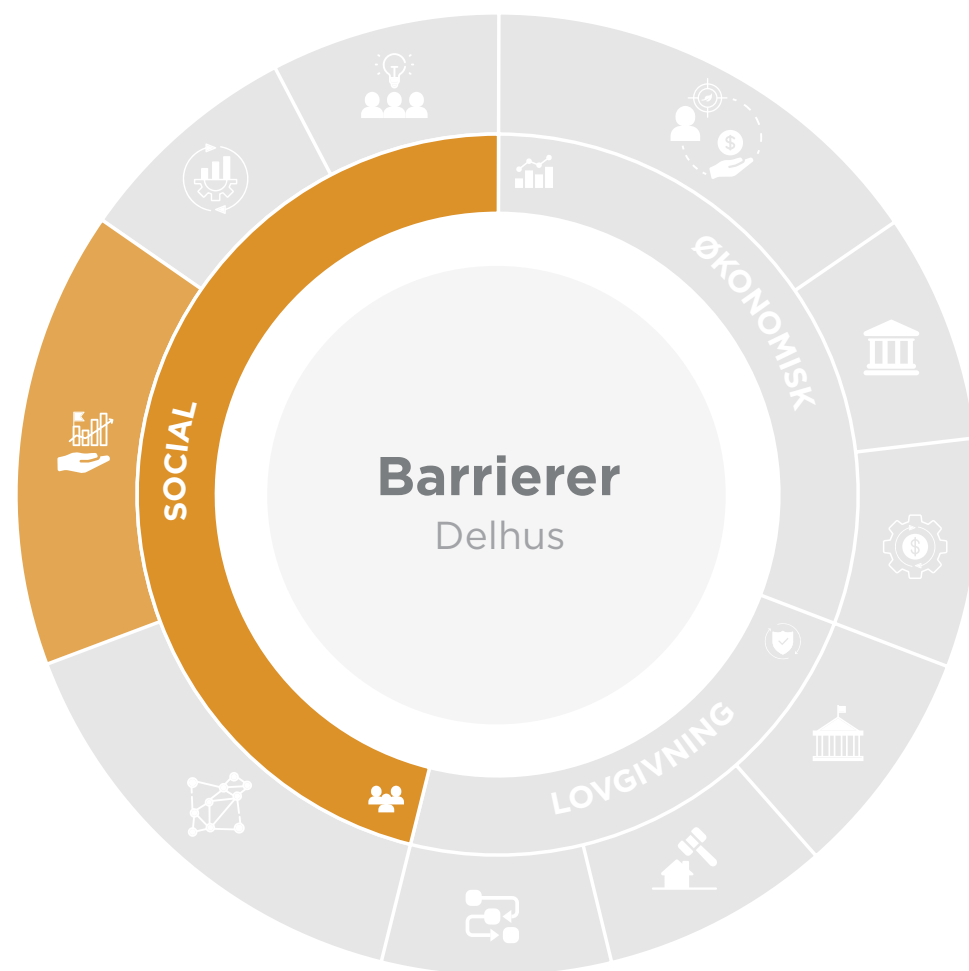 Barrierer
Delhus
SOCIAL
ØKONOMISK
LOVGIVNING
$
$